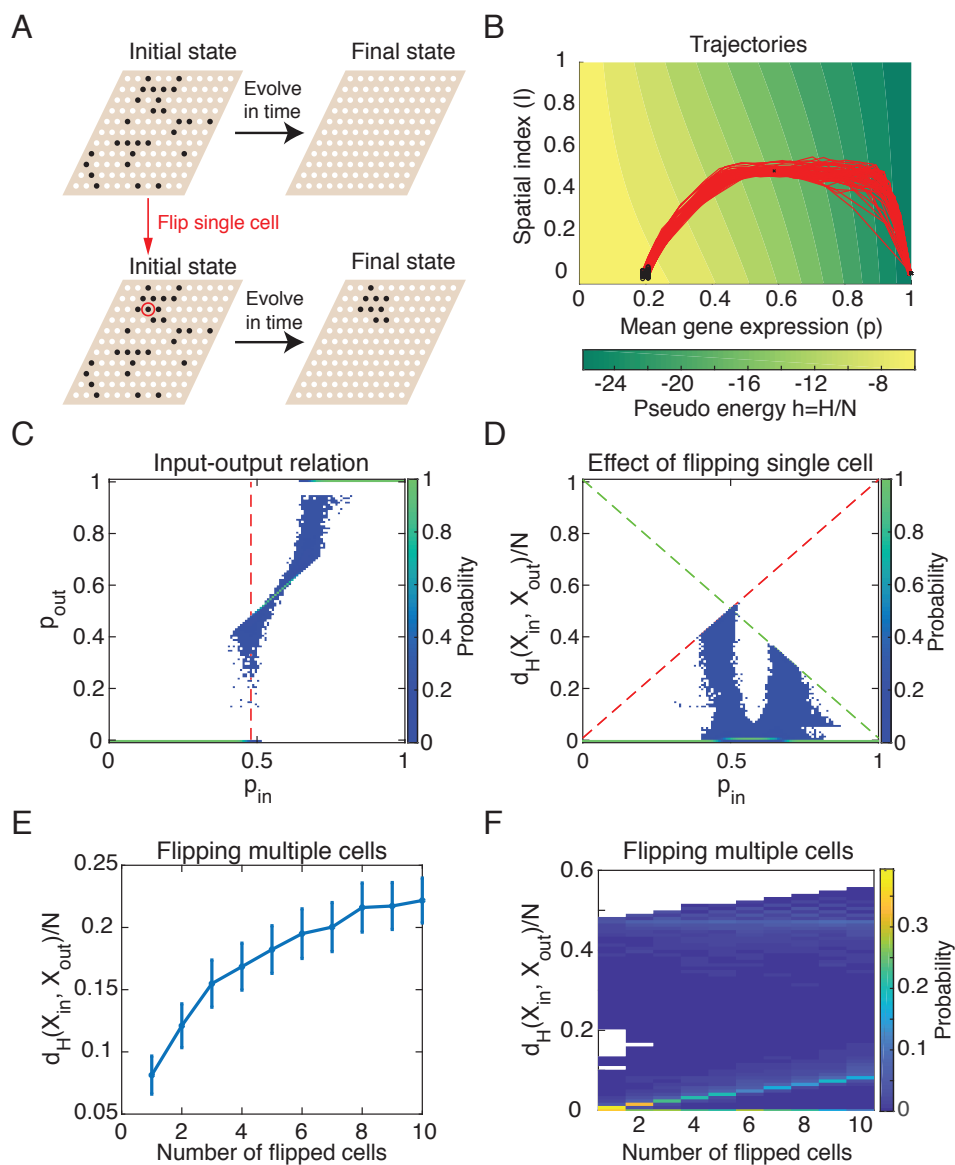 A
Initial state
Final state
Evolve
in time
Flip single cell
Initial state
Final state
Evolve
in time
B
Trajectories
Spatial index (I)
1
0.8
0.6
0.4
0.2
0
0 0.2 0.4 0.6 0.8 1
Mean gene expression (p)
-24 -20 -16 -12 -8
Pseudo energy h=H/N
C
Input-output relation
p_out
1
0.8
0.6
0.4
0.2
0
0 0.5 1
p_in
1
0.8
0.6
0.4
0.2
0
Probability
D
Effect of flipping single cell
d_H(X_in, X_out)/N
1
0.8
0.6
0.4
0.2
0
0 0.5 1
p_in
1
0.8
0.6
0.4
0.2
0
Probability
E
Flipping multiple cells
d_H(X_in, X_out)/N
0.25
0.2
0.15
0.1
0.05
0 2 4 6 8 10
Number of flipped cells
F
Flipping multiple cells
d_H(X_in, X_out)/N
0.6
0.4
0.2
0
2 4 6 8 10
Number of flipped cells
0.3
0.2
0.1
0
Probability